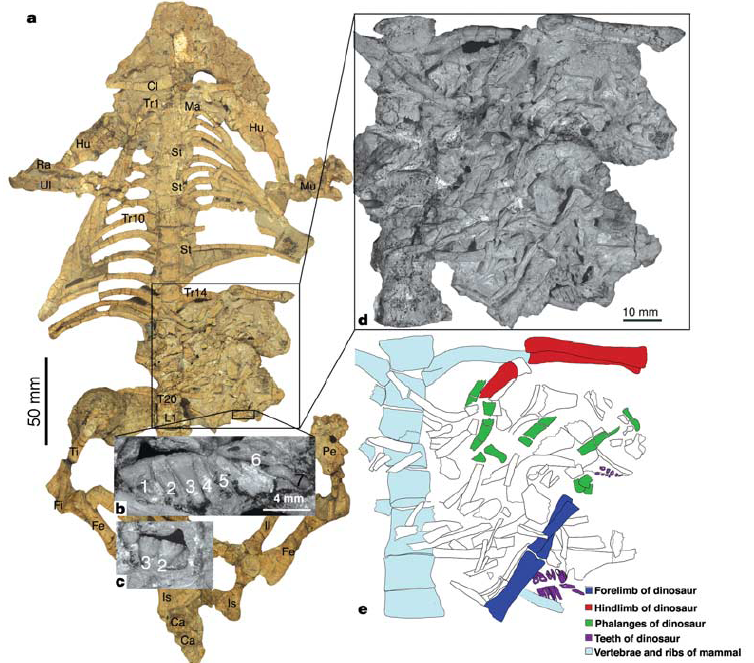 a
Cl
Tr1
Ma
Hu
Hu
St
Ra
Ul
St
Mu
Tr10
St
Tr14
d
10 mm
50 mm
T20
L1
Ti
Pe
6
5
1
2
3
4
7
b
4 mm
Fi
Fe
Il
Fe
3
2
c
Is
Is
Ca
Ca
e
Forelimb of dinosaur
Hindlimb of dinosaur
Phalanges of dinosaur
Teeth of dinosaur
Vertebrae and ribs of mammal